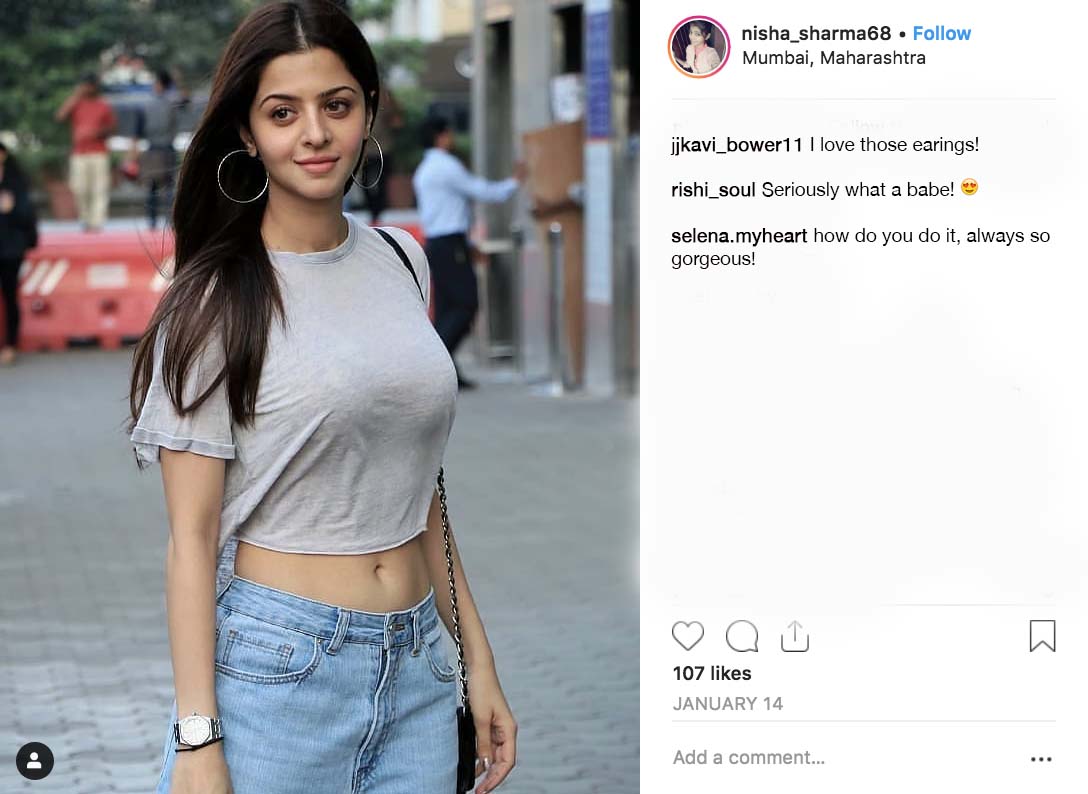 nisha_sharma68 • Follow
Mumbai, Maharashtra
jjkavi_bower11 I love those earings!
rishi_soul Seriously what a babe! 😍
selena.myheart how do you do it, always so
gorgeous!
107 likes
JANUARY 14
Add a comment...